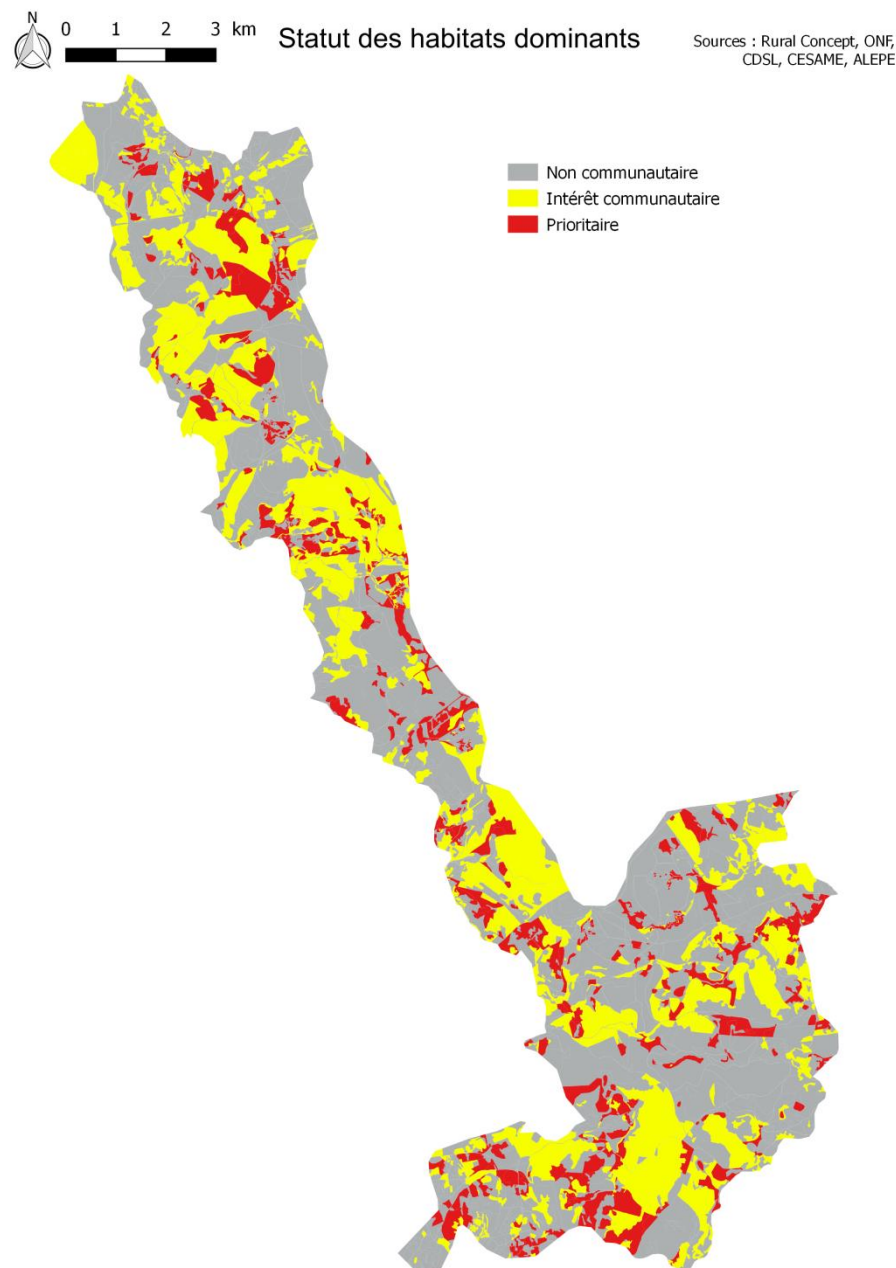 N
0 1 2 3 km
Statut des habitats dominants
Sources : Rural Concept, ONF,
CDSL, CESAME, ALEPE
Non communautaire
Intérêt communautaire
Prioritaire